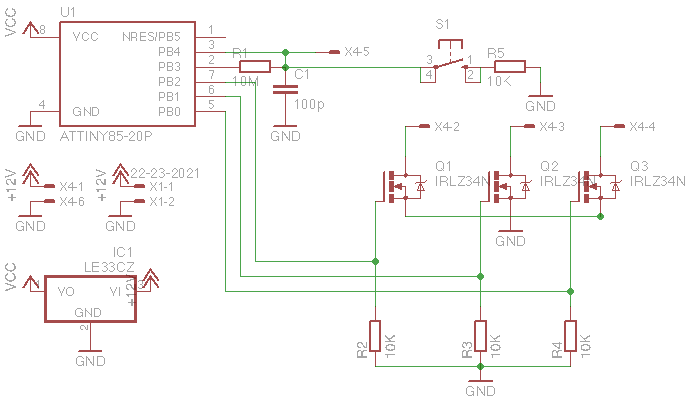 VCC
U1
8
VCC
NRES/PB5
1
PB4
3
PB3
2
PB2
7
PB1
6
PB0
5
4
GND
GND
ATTINY85-20P
R1
10M
X4-5
C1
100p
GND
S1
3
1
4
2
R5
10K
GND
X4-2
X4-3
X4-4
Q1
IRLZ34N
Q2
IRLZ34N
Q3
IRLZ34N
GND
+12V
X4-1
X4-6
GND
+12V
22-23-2021
X1-1
X1-2
GND
IC1
LE33CZ
VCC
1
YO
YI
3
+12V
GND
2
GND
R2
10K
R3
10K
R4
10K
GND